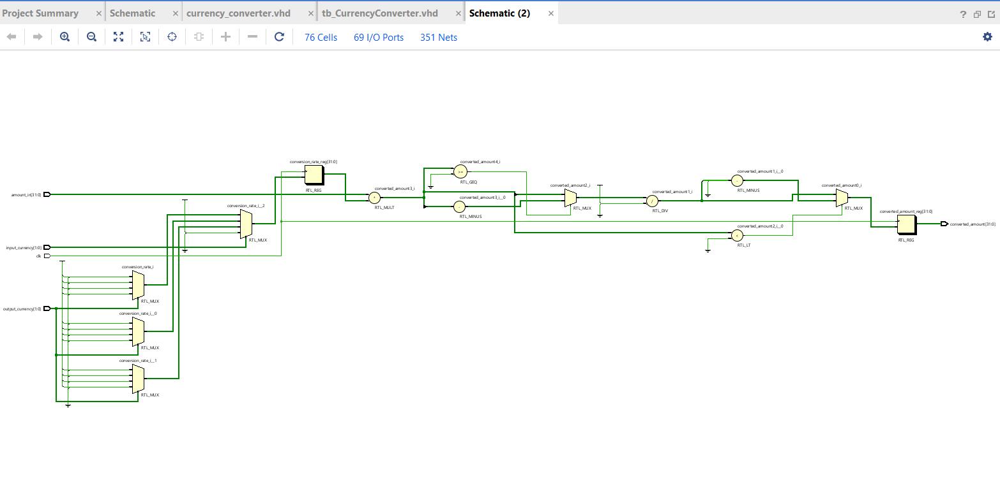 Project Summary × Schematic × currency_converter.vhd × tb_CurrencyConverter.vhd × Schematic (2) × ?
76 Cells 69 I/O Ports 351 Nets
conversion_rate_reg[31:0]
RTL_REG
amount_in[31:0]
converted_amount3_i
*
RTL_MULT
converted_amount4_i
>=
RTL_GEQ
converted_amount3_i__0
-
RTL_MINUS
converted_amount2_i
RTL_MUX
converted_amount1_i
/
RTL_DIV
converted_amount1_i__0
-
RTL_MINUS
converted_amount0_i
RTL_MUX
converted_amount2_i__0
<
RTL_LT
converted_amount_reg[31:0]
RTL_REG
converted_amount[31:0]
conversion_rate_i__2
RTL_MUX
input_currency[1:0]
clk
conversion_rate_i
RTL_MUX
output_currency[1:0]
conversion_rate_i__0
RTL_MUX
conversion_rate_i__1
RTL_MUX